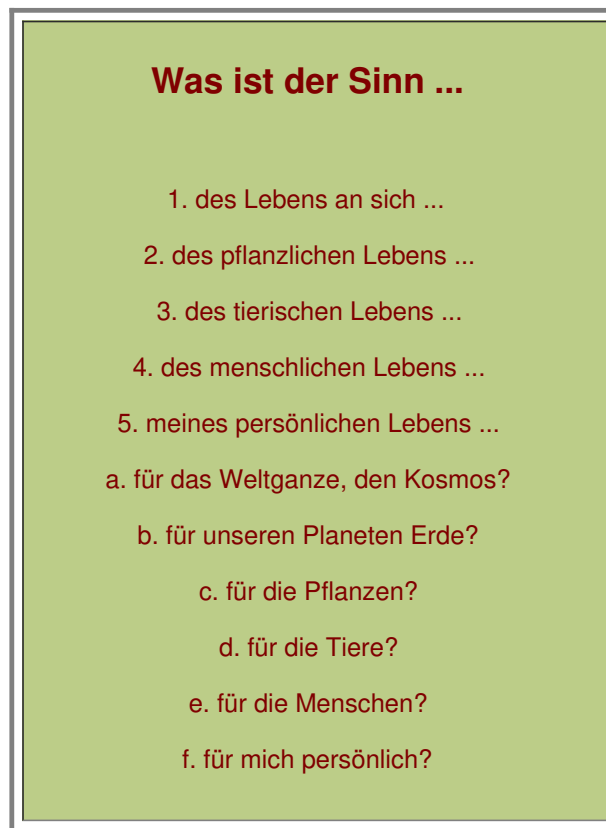 Was ist der Sinn ...
1. des Lebens an sich ...
2. des pflanzlichen Lebens ...
3. des tierischen Lebens ...
4. des menschlichen Lebens ...
5. meines persönlichen Lebens ...
a. für das Weltganze, den Kosmos?
b. für unseren Planeten Erde?
c. für die Pflanzen?
d. für die Tiere?
e. für die Menschen?
f. für mich persönlich?